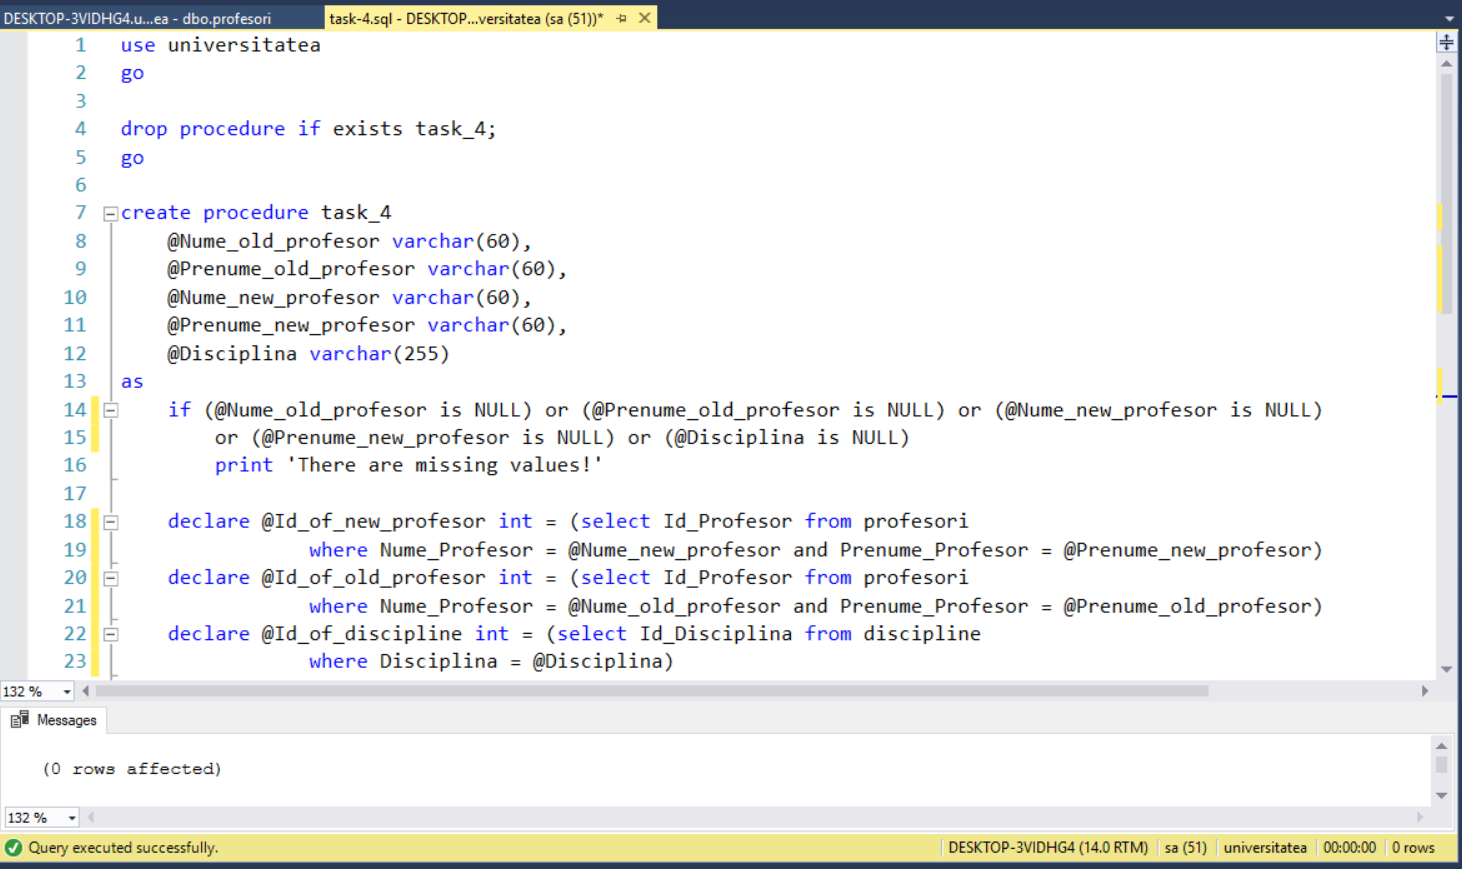 DESKTOP-3VIDHG4.u...ea - dbo.profesori
task-4.sql - DESKTOP...versitatea (sa (51))*
1 use universitatea
2 go
3
4 drop procedure if exists task_4;
5 go
6
7 create procedure task_4
8 @Nume_old_profesor varchar(60),
9 @Prenume_old_profesor varchar(60),
10 @Nume_new_profesor varchar(60),
11 @Prenume_new_profesor varchar(60),
12 @Disciplina varchar(255)
13 as
14 if (@Nume_old_profesor is NULL) or (@Prenume_old_profesor is NULL) or (@Nume_new_profesor is NULL)
15 or (@Prenume_new_profesor is NULL) or (@Disciplina is NULL)
16 print 'There are missing values!'
17
18 declare @Id_of_new_profesor int = (select Id_Profesor from profesori
19 where Nume_Profesor = @Nume_new_profesor and Prenume_Profesor = @Prenume_new_profesor)
20 declare @Id_of_old_profesor int = (select Id_Profesor from profesori
21 where Nume_Profesor = @Nume_old_profesor and Prenume_Profesor = @Prenume_old_profesor)
22 declare @Id_of_discipline int = (select Id_Disciplina from discipline
23 where Disciplina = @Disciplina)
132 %
Messages
(0 rows affected)
132 %
Query executed successfully.
DESKTOP-3VIDHG4 (14.0 RTM) sa (51) universitatea 00:00:00 0 rows